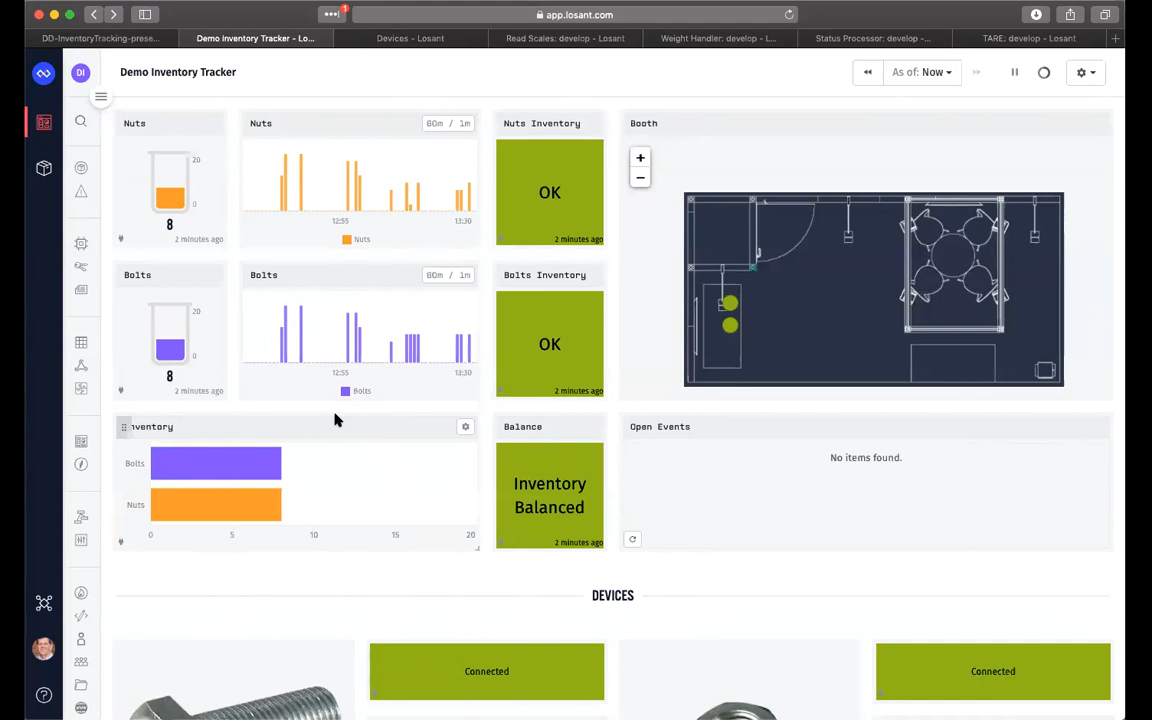 1
app.losant.com
DD-InventoryTracking-prese...
Demo Inventory Tracker - Lo...
Devices - Losant
Read Scales: develop - Losant
Weight Handler: develop - L...
Status Processor: develop -...
TARE: develop - Losant
DI
Demo Inventory Tracker
As of: Now
Nuts
20
0
8
2 minutes ago
Nuts
60m / 1m
12:55
13:30
Nuts
Nuts Inventory
OK
2 minutes ago
Booth
+
−
Bolts
20
0
8
2 minutes ago
Bolts
60m / 1m
12:55
13:30
Bolts
Bolts Inventory
OK
2 minutes ago
nventory
Bolts
Nuts
0
5
10
15
20
Balance
Inventory
Balanced
2 minutes ago
Open Events
No items found.
DEVICES
Connected
Connected